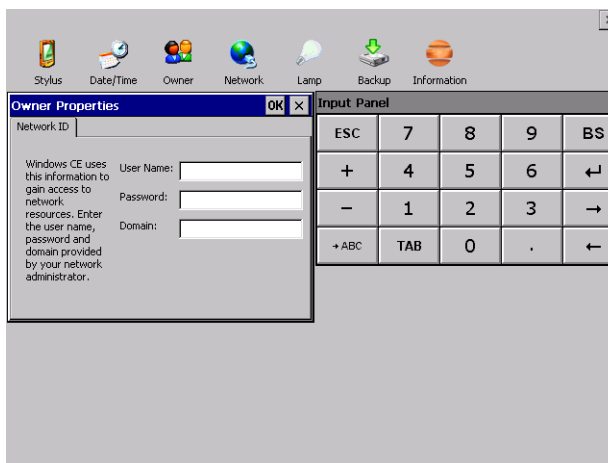 Stylus Date/Time Owner Network Lamp Backup Information
Owner Properties OK ×
Network ID
Windows CE uses
this information to
gain access to
network
resources. Enter
the user name,
password and
domain provided
by your network
administrator.
User Name:
Password:
Domain:
Input Panel
ESC 7 8 9 BS
+ 4 5 6 ↵
− 1 2 3 →
→ABC TAB 0 . ←